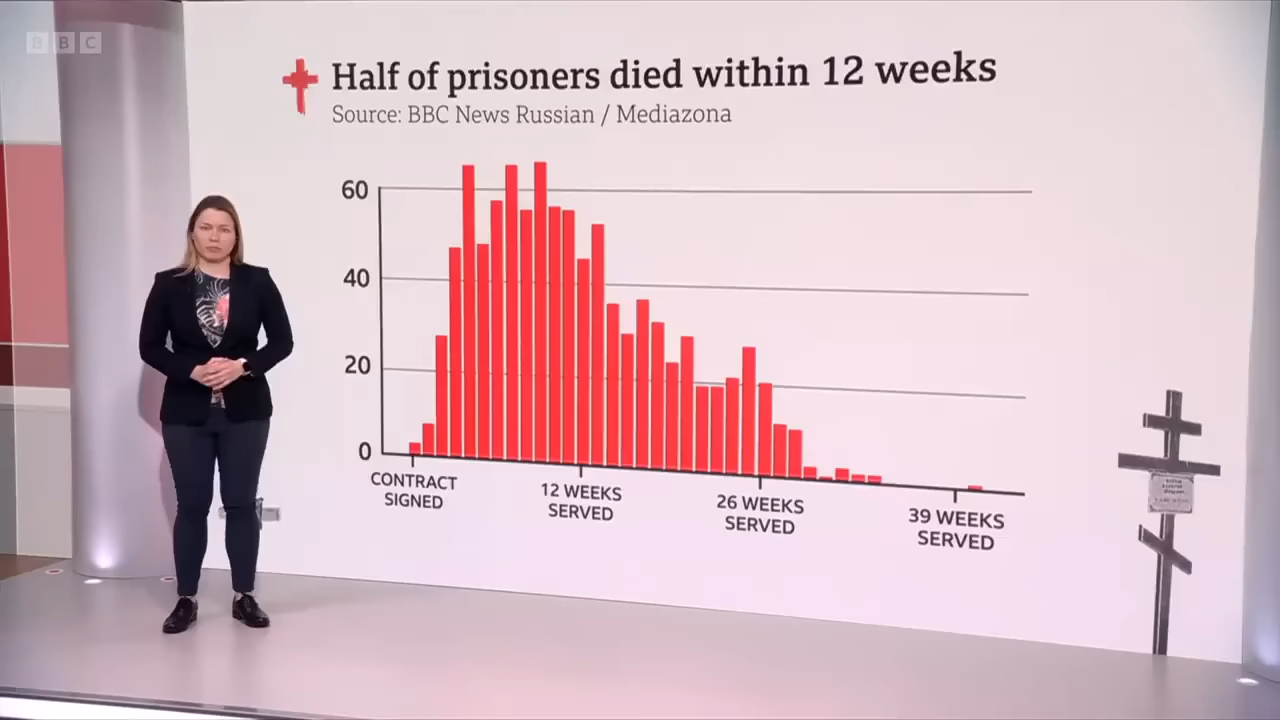 BBC
Half of prisoners died within 12 weeks
Source: BBC News Russian / Mediazona
60
40
20
0
CONTRACT
SIGNED
12 WEEKS
SERVED
26 WEEKS
SERVED
39 WEEKS
SERVED